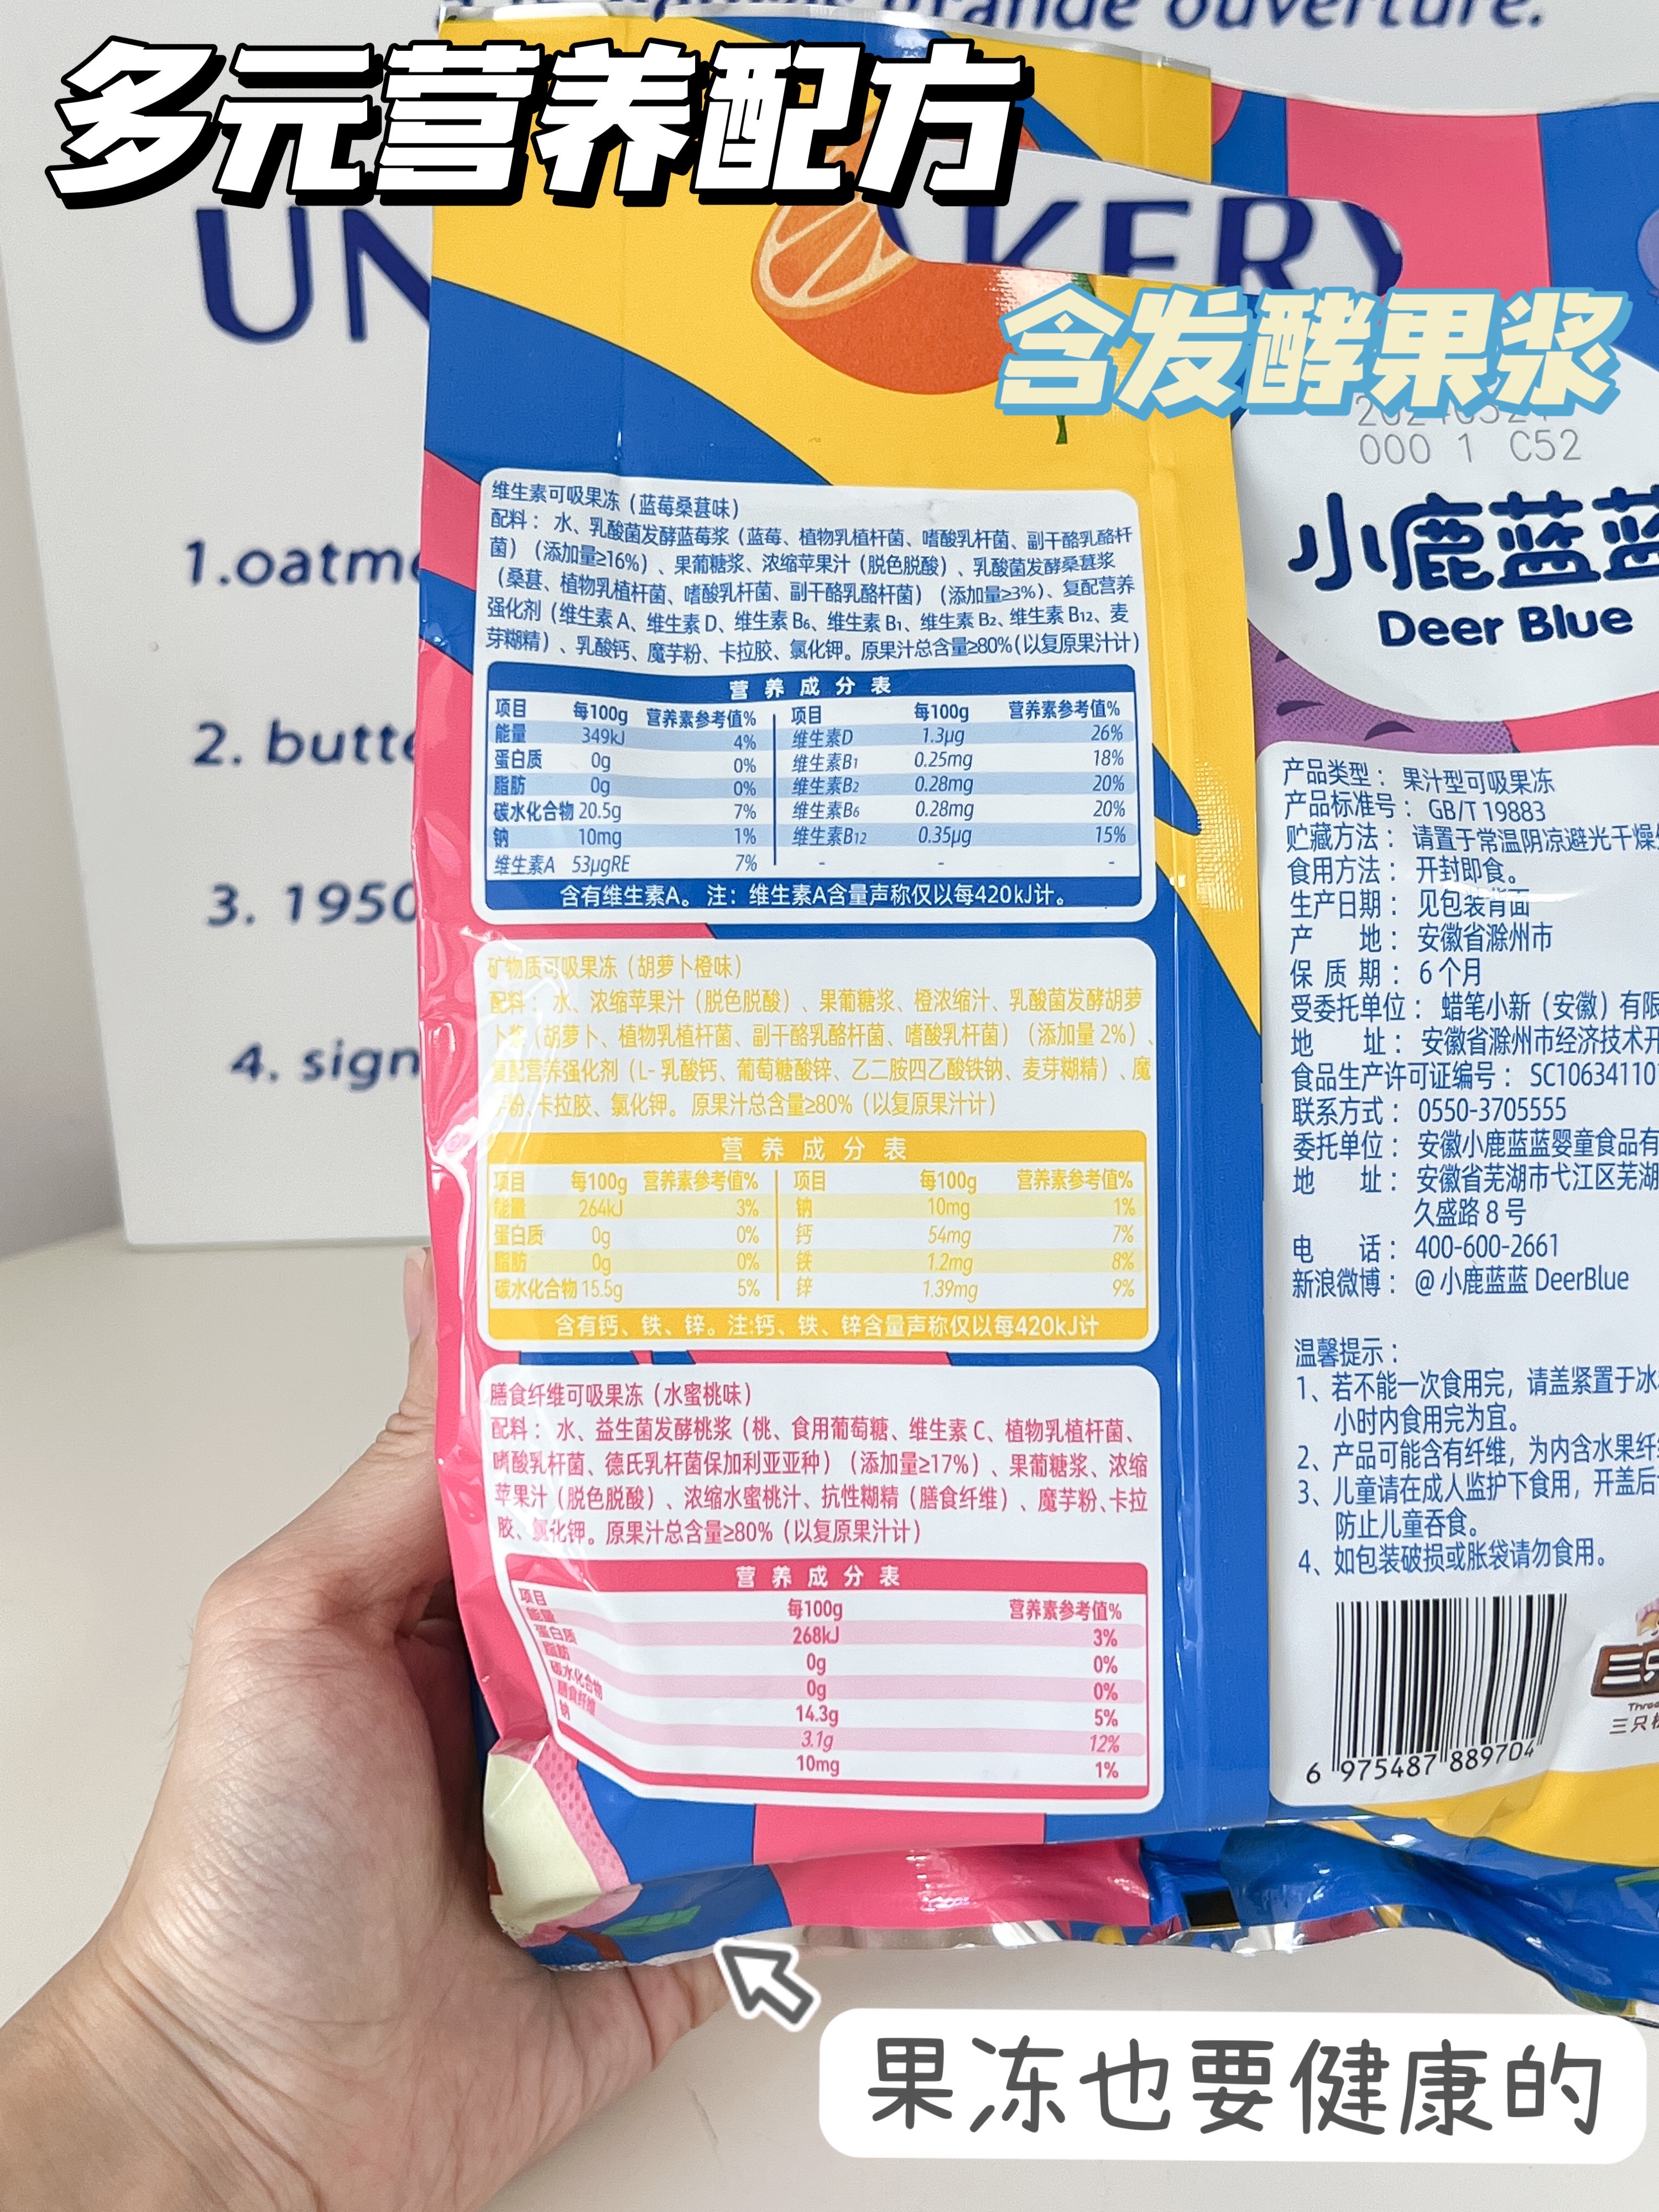 grande ouverture.
多元营养配方
UN
KERY
含发酵果浆
1.oatme
2. butte
3. 1950
4. sign
维生素可吸果冻（蓝莓桑葚味）
配料：水、乳酸菌发酵蓝莓浆（蓝莓、植物乳植杆菌、嗜酸乳杆菌、副干酪乳酪杆
菌）（添加量≥16%）、果葡糖浆、浓缩苹果汁（脱色脱酸）、乳酸菌发酵桑葚浆
（桑葚、植物乳植杆菌、嗜酸乳杆菌、副干酪乳酪杆菌）（添加量≥3%）、复配营养
强化剂（维生素 A、维生素 D、维生素 B₆、维生素 B₁、维生素 B₂、维生素 B₁₂、麦
芽糊精）、乳酸钙、魔芋粉、卡拉胶、氯化钾。原果汁总含量≥80%（以复原果汁计）
营养成分表
项目 每100g 营养素参考值% 项目 每100g 营养素参考值%
能量 349kJ 4% 维生素D 1.3μg 26%
蛋白质 0g 0% 维生素B₁ 0.25mg 18%
脂肪 0g 0% 维生素B₂ 0.28mg 20%
碳水化合物 20.5g 7% 维生素B₆ 0.28mg 20%
钠 10mg 1% 维生素B₁₂ 0.35μg 15%
维生素A 53μgRE 7% - - -
含有维生素A。注：维生素A含量声称仅以每420kJ计。
矿物质可吸果冻（胡萝卜橙味）
配料：水、浓缩苹果汁（脱色脱酸）、果葡糖浆、橙浓缩汁、乳酸菌发酵胡萝
卜浆（胡萝卜、植物乳植杆菌、副干酪乳酪杆菌、嗜酸乳杆菌）（添加量 2%）、
复配营养强化剂（L- 乳酸钙、葡萄糖酸锌、乙二胺四乙酸铁钠、麦芽糊精）、魔
芋粉、卡拉胶、氯化钾。原果汁总含量≥80%（以复原果汁计）
营养成分表
项目 每100g 营养素参考值% 项目 每100g 营养素参考值%
能量 264kJ 3% 钠 10mg 1%
蛋白质 0g 0% 钙 54mg 7%
脂肪 0g 0% 铁 1.2mg 8%
碳水化合物 15.5g 5% 锌 1.39mg 9%
含有钙、铁、锌。注:钙、铁、锌含量声称仅以每420kJ计
膳食纤维可吸果冻（水蜜桃味）
配料：水、益生菌发酵桃浆（桃、食用葡萄糖、维生素 C、植物乳植杆菌、
嗜酸乳杆菌、德氏乳杆菌保加利亚亚种）（添加量≥17%）、果葡糖浆、浓缩
苹果汁（脱色脱酸）、浓缩水蜜桃汁、抗性糊精（膳食纤维）、魔芋粉、卡拉
胶、氯化钾。原果汁总含量≥80%（以复原果汁计）
营养成分表
项目 每100g 营养素参考值%
能量 268kJ 3%
蛋白质 0g 0%
脂肪 0g 0%
碳水化合物 14.3g 5%
膳食纤维 3.1g 12%
钠 10mg 1%
000 1 C52
小鹿蓝蓝
Deer Blue
产品类型：果汁型可吸果冻
产品标准号：GB/T 19883
贮藏方法：请置于常温阴凉避光干燥
食用方法：开封即食。
生产日期：见包装背面
产 地：安徽省滁州市
保质期：6个月
受委托单位：蜡笔小新（安徽）有限
地 址：安徽省滁州市经济技术开
食品生产许可证编号：SC10634110
联系方式：0550-3705555
委托单位：安徽小鹿蓝蓝婴童食品有
地 址：安徽省芜湖市弋江区芜湖
久盛路 8 号
电 话：400-600-2661
新浪微博：@小鹿蓝蓝 DeerBlue
温馨提示：
1、若不能一次食用完，请盖紧置于冰
小时内食用完为宜。
2、产品可能含有纤维，为内含水果纤
3、儿童请在成人监护下食用，开盖后
防止儿童吞食。
4、如包装破损或胀袋请勿食用。
6 975487 889704
Three
三只
果冻也要健康的